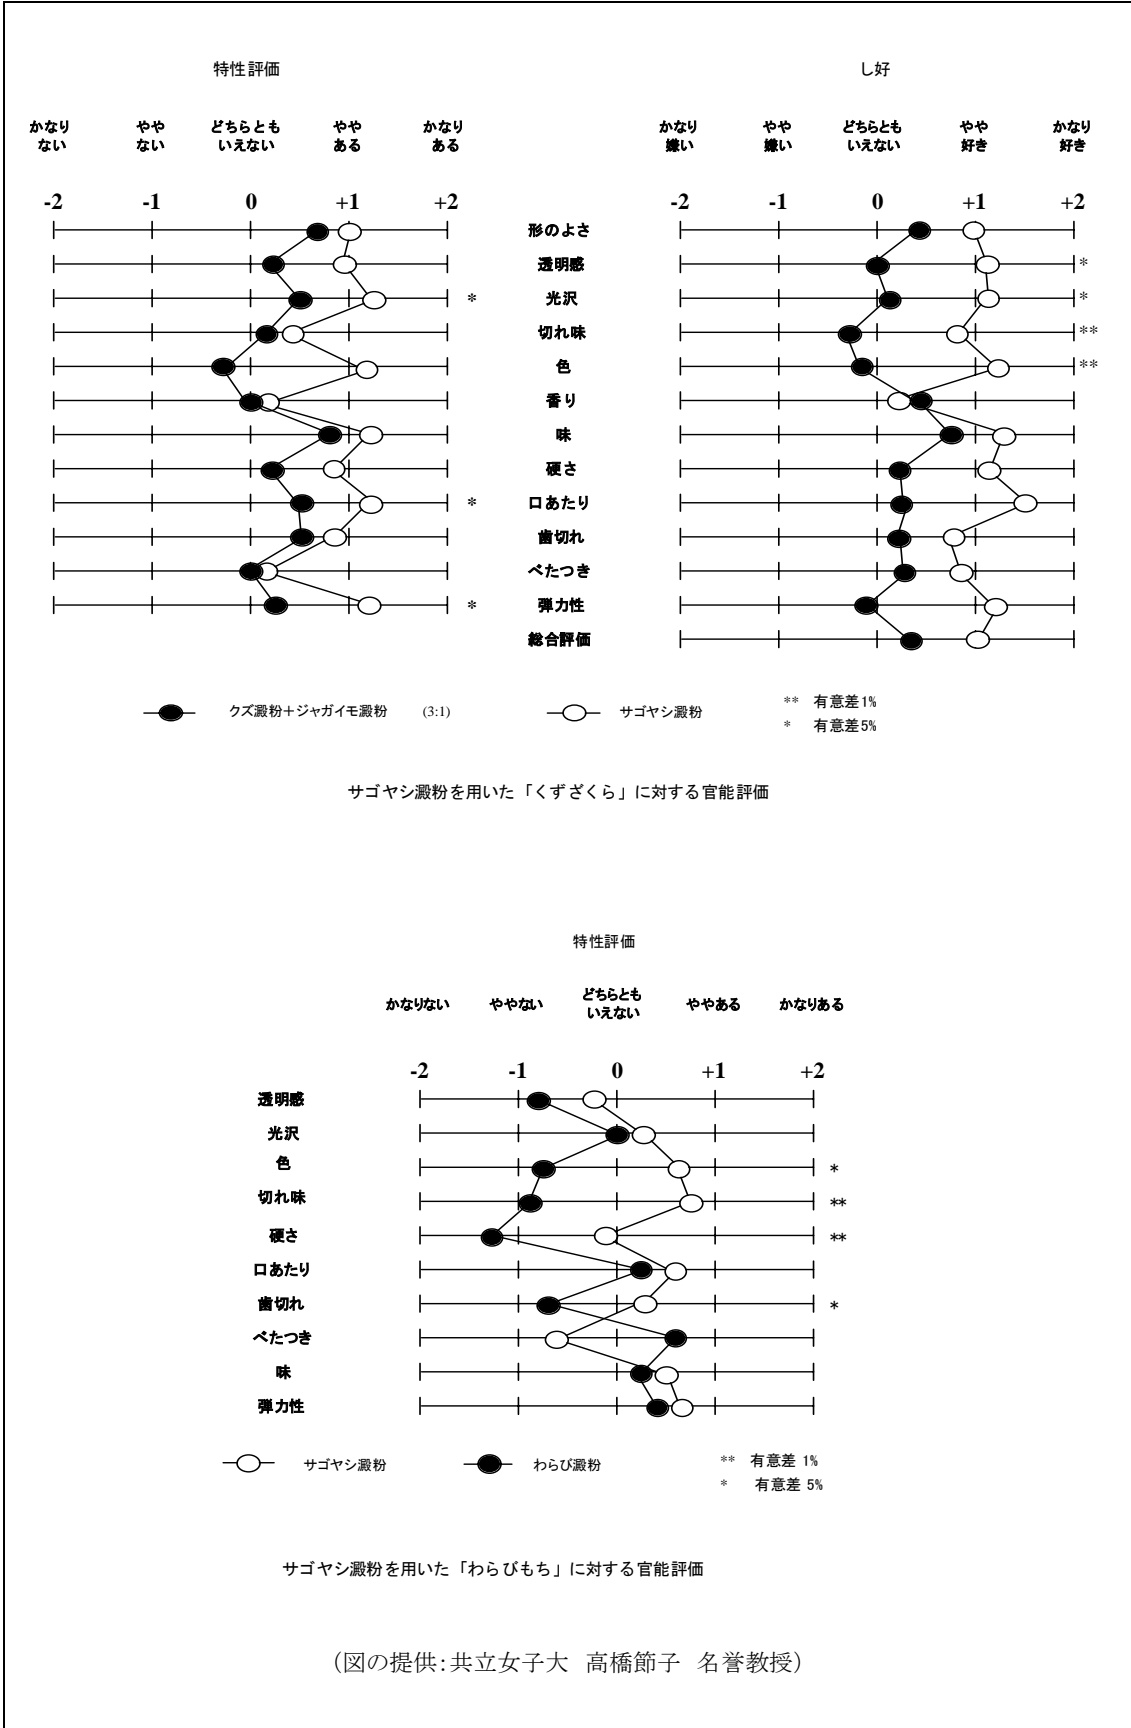 特性評価
し好
かなり
ない
やや
ない
どちらとも
いえない
やや
ある
かなり
ある
かなり
嫌い
やや
嫌い
どちらとも
いえない
やや
好き
かなり
好き
-2 -1 0 +1 +2
-2 -1 0 +1 +2
形のよさ
透明感 *
* 光沢 *
切れ味 **
色 **
香り
味
硬さ
* 口あたり
歯切れ
べたつき
* 弾力性
総合評価
クズ澱粉＋ジャガイモ澱粉 (3:1)
サゴヤシ澱粉
** 有意差1%
* 有意差5%
サゴヤシ澱粉を用いた「くずざくら」に対する官能評価
特性評価
かなりない
ややない
どちらとも
いえない
ややある
かなりある
-2 -1 0 +1 +2
透明感
光沢
色 *
切れ味 **
硬さ **
口あたり
歯切れ *
べたつき
味
弾力性
サゴヤシ澱粉
わらび澱粉
** 有意差 1%
* 有意差 5%
サゴヤシ澱粉を用いた「わらびもち」に対する官能評価
(図の提供:共立女子大 高橋節子 名誉教授)